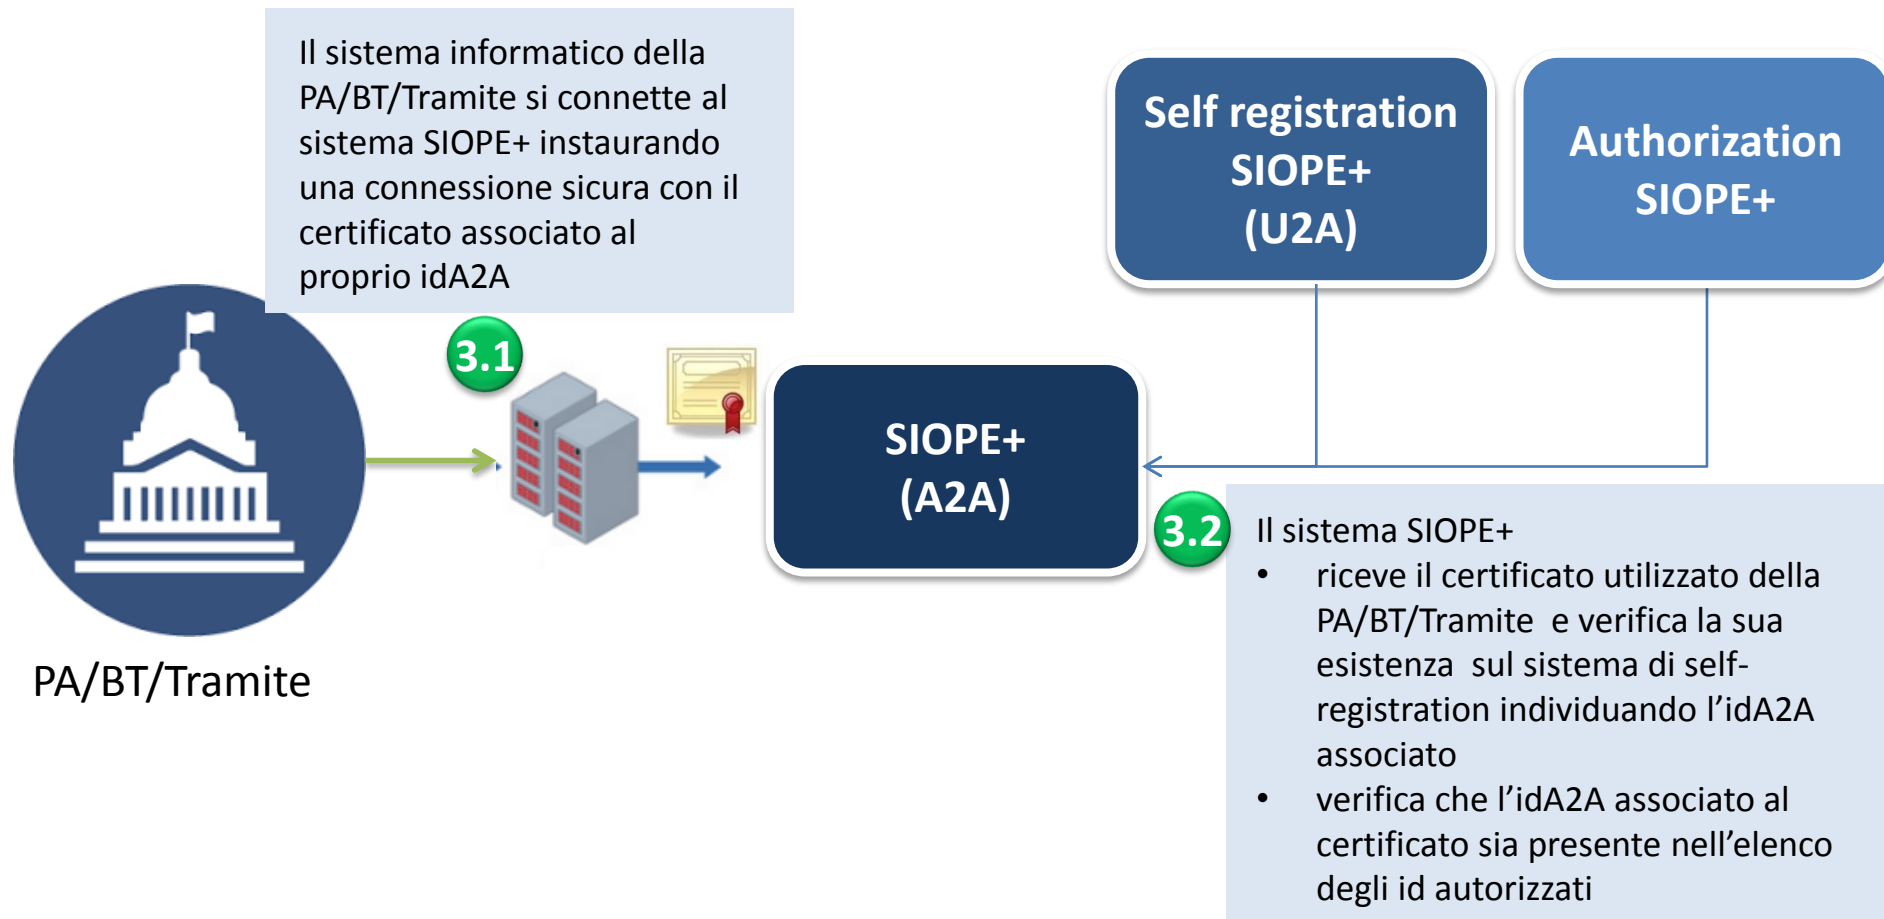 Il sistema informatico della
PA/BT/Tramite si connette al
sistema SIOPE+ instaurando
una connessione sicura con il
certificato associato al
proprio idA2A
Self registration
SIOPE+
(U2A)
Authorization
SIOPE+
3.1
SIOPE+
(A2A)
PA/BT/Tramite
3.2
Il sistema SIOPE+
• riceve il certificato utilizzato della
PA/BT/Tramite e verifica la sua
esistenza sul sistema di self-
registration individuando l’idA2A
associato
• verifica che l’idA2A associato al
certificato sia presente nell’elenco
degli id autorizzati